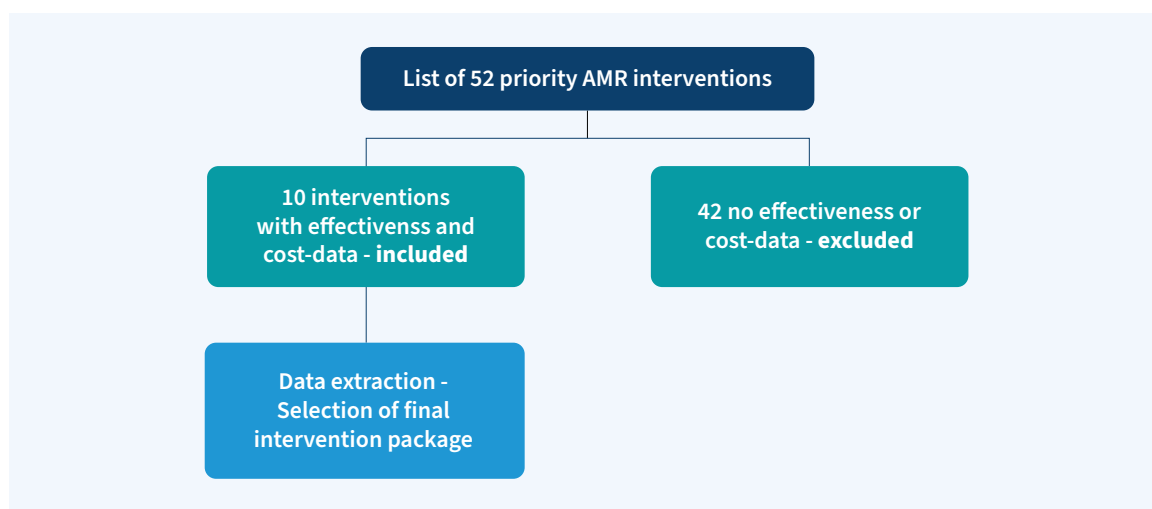 List of 52 priority AMR interventions
10 interventions
with effectivenss and
cost-data - included
42 no effectiveness or
cost-data - excluded
Data extraction -
Selection of final
intervention package